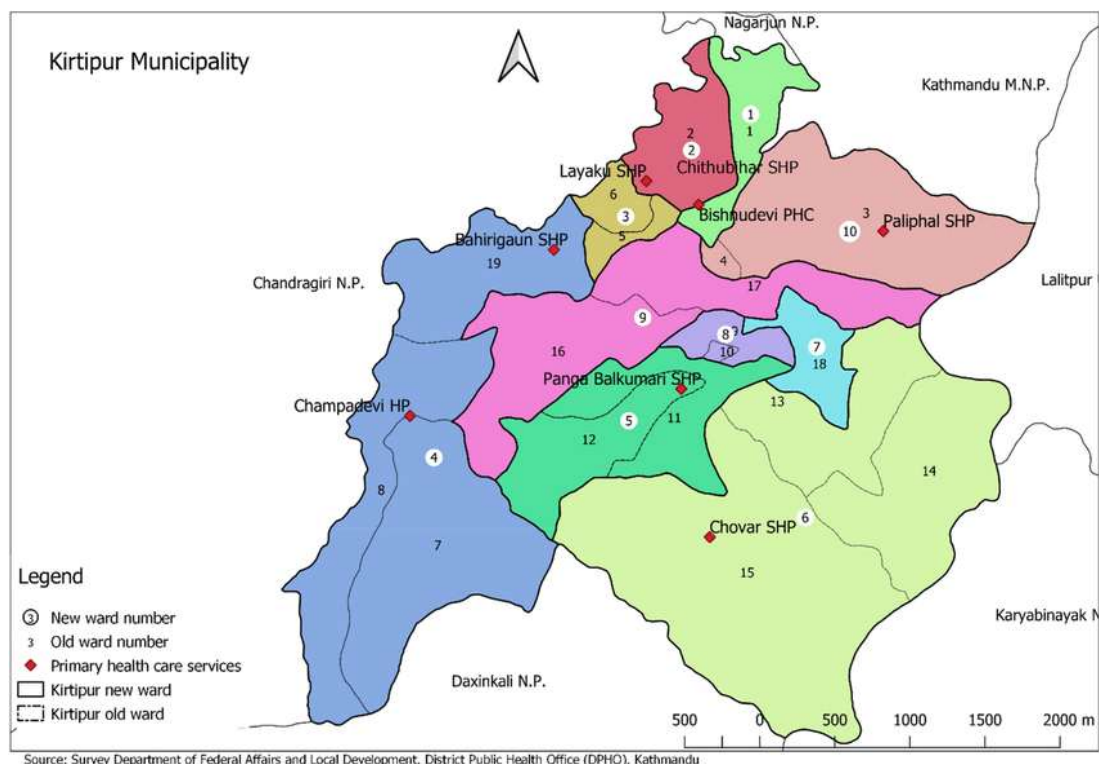 Nagarjun N.P.
Kirtipur Municipality
Kathmandu M.N.P.
1
1
2
2
Chithubihar SHP
Layaku SHP
6
3
5
Bishnudevi PHC
3
10
Paliphal SHP
4
Bahirigaun SHP
19
Chandragiri N.P.
Lalitpur
17
9
8
10
7
18
16
Panga Balkumari SHP
13
Champadevi HP
5
11
12
4
14
8
6
Chovar SHP
7
15
Legend
3 New ward number
3 Old ward number
Primary health care services
Kirtipur new ward
Kirtipur old ward
Karyabinayak N
Daxinkali N.P.
500 0 500 1000 2000 m
Source: Survey Department of Federal Affairs and Local Development, District Public Health Office (DPHO), Kathmandu